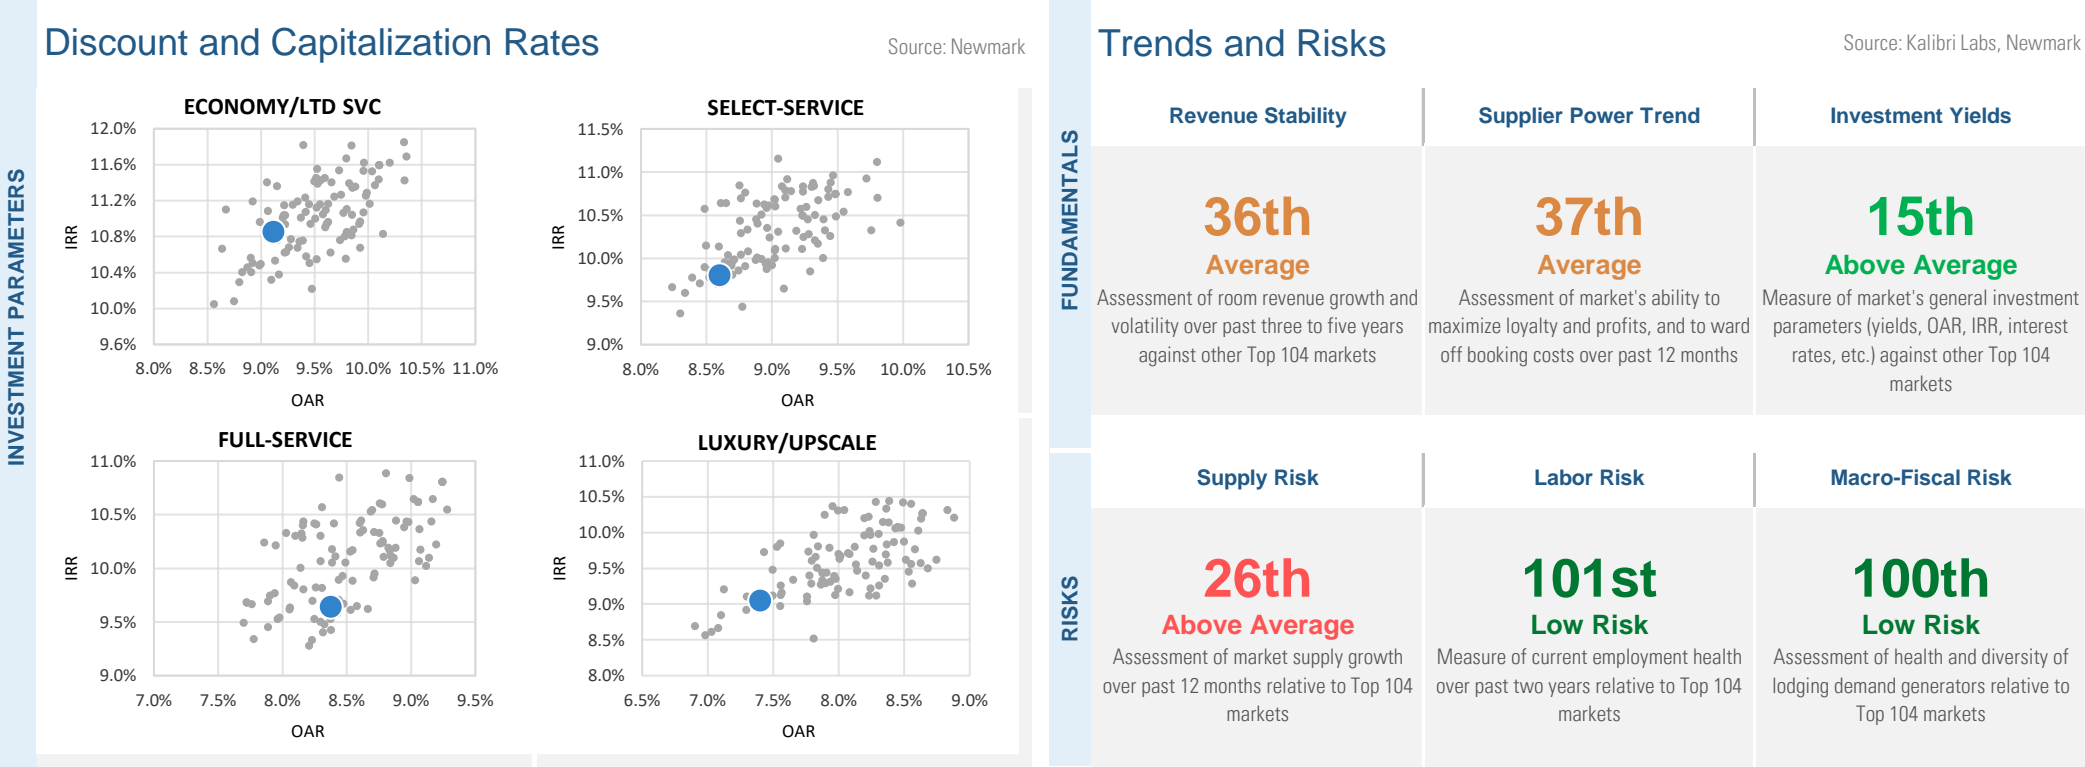 Discount and Capitalization Rates
Source: Newmark
INVESTMENT PARAMETERS
ECONOMY/LTD SVC
IRR
12.0%
11.6%
11.2%
10.8%
10.4%
10.0%
9.6%
8.0% 8.5% 9.0% 9.5% 10.0% 10.5% 11.0%
OAR
SELECT-SERVICE
IRR
11.5%
11.0%
10.5%
10.0%
9.5%
9.0%
8.0% 8.5% 9.0% 9.5% 10.0% 10.5%
OAR
FULL-SERVICE
IRR
11.0%
10.5%
10.0%
9.5%
9.0%
7.0% 7.5% 8.0% 8.5% 9.0% 9.5%
OAR
LUXURY/UPSCALE
IRR
11.0%
10.5%
10.0%
9.5%
9.0%
8.5%
8.0%
6.5% 7.0% 7.5% 8.0% 8.5% 9.0%
OAR
Trends and Risks
Source: Kalibri Labs, Newmark
FUNDAMENTALS
Revenue Stability
36th
Average
Assessment of room revenue growth and
volatility over past three to five years
against other Top 104 markets
Supplier Power Trend
37th
Average
Assessment of market's ability to
maximize loyalty and profits, and to ward
off booking costs over past 12 months
Investment Yields
15th
Above Average
Measure of market's general investment
parameters (yields, OAR, IRR, interest
rates, etc.) against other Top 104
markets
RISKS
Supply Risk
26th
Above Average
Assessment of market supply growth
over past 12 months relative to Top 104
markets
Labor Risk
101st
Low Risk
Measure of current employment health
over past two years relative to Top 104
markets
Macro-Fiscal Risk
100th
Low Risk
Assessment of health and diversity of
lodging demand generators relative to
Top 104 markets